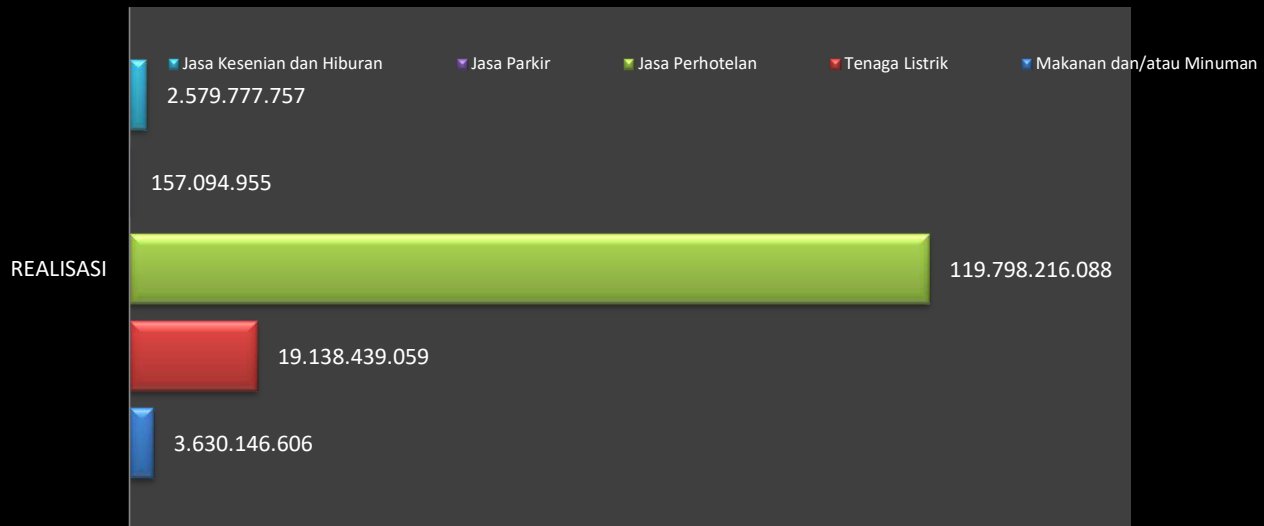 Jasa Kesenian dan Hiburan Jasa Parkir Jasa Perhotelan Tenaga Listrik Makanan dan/atau Minuman
2.579.777.757
157.094.955
REALISASI 119.798.216.088
19.138.439.059
3.630.146.606